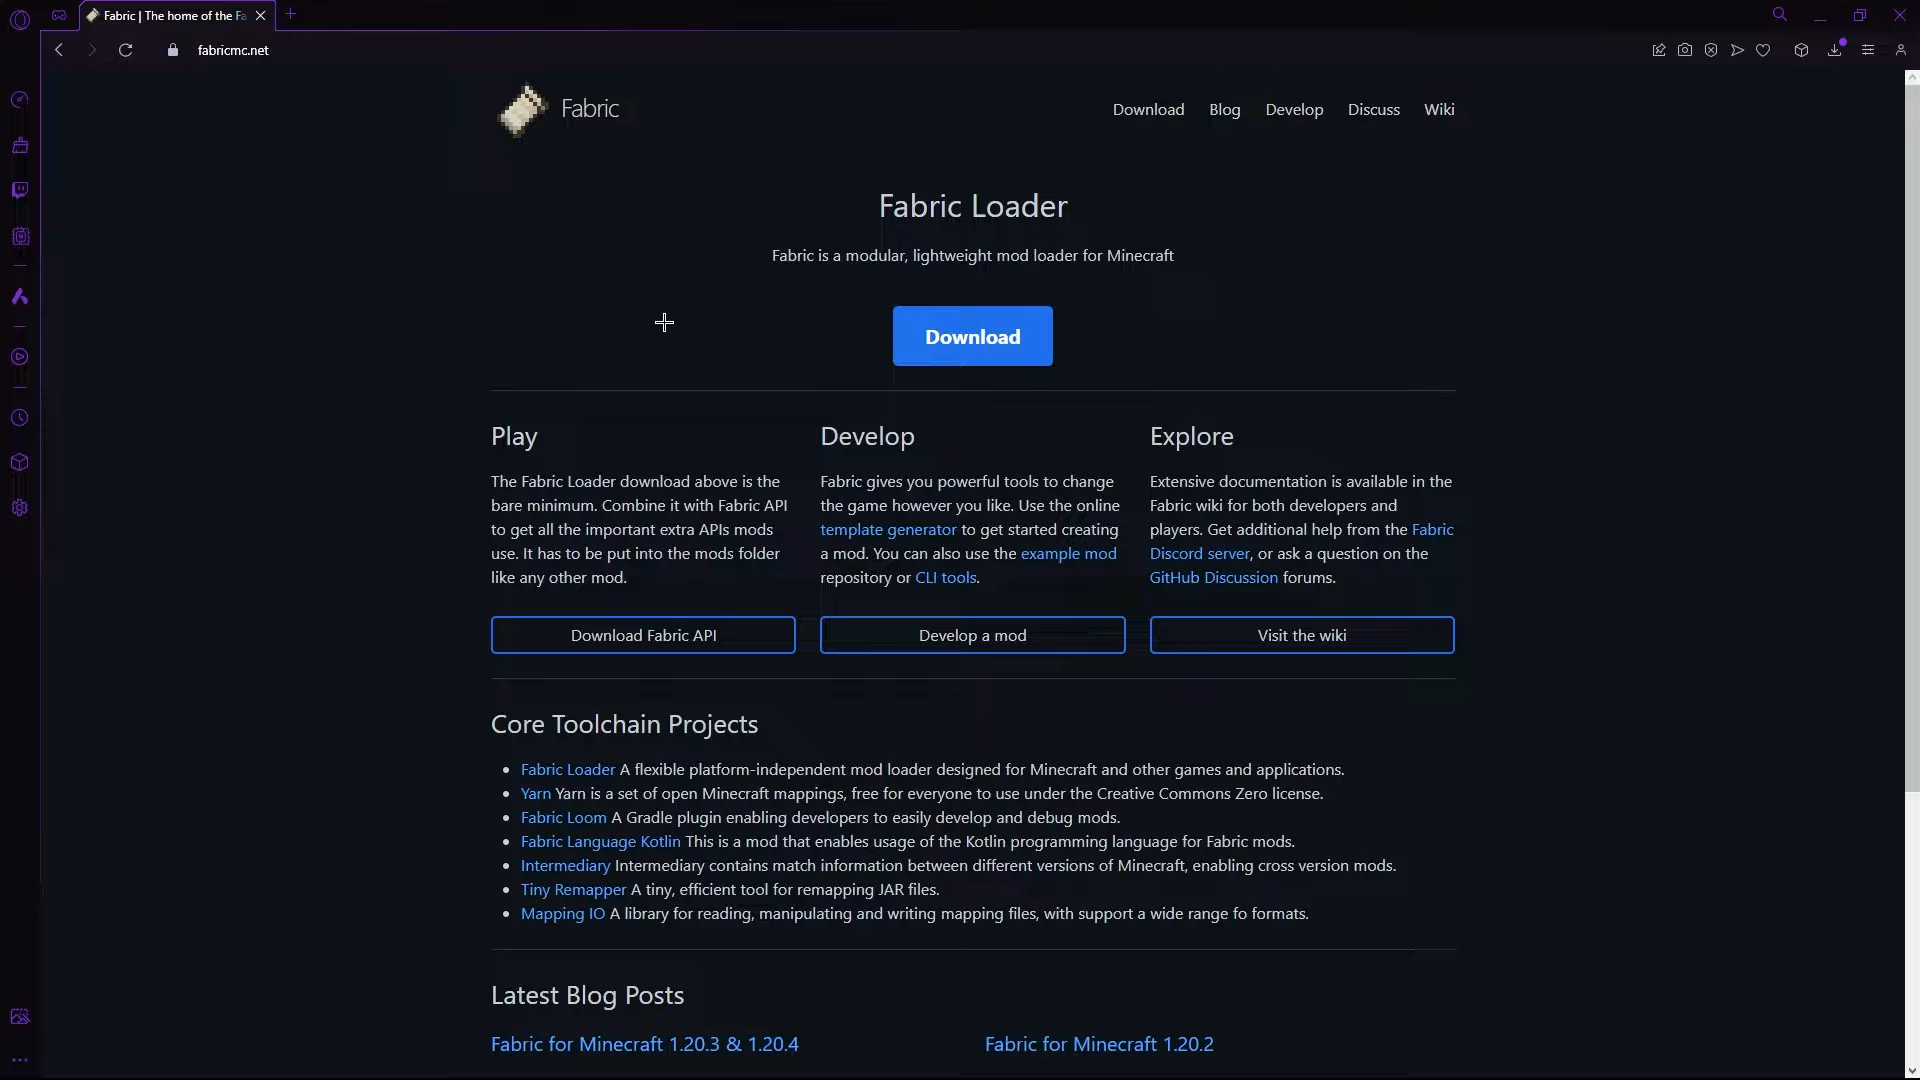 Fabric | The home of the Fa
fabricmc.net
Fabric
Download
Blog
Develop
Discuss
Wiki
Fabric Loader
Fabric is a modular, lightweight mod loader for Minecraft
Download
Play
The Fabric Loader download above is the
bare minimum. Combine it with Fabric API
to get all the important extra APIs mods
use. It has to be put into the mods folder
like any other mod.
Download Fabric API
Develop
Fabric gives you powerful tools to change
the game however you like. Use the online
template generator to get started creating
a mod. You can also use the example mod
repository or CLI tools.
Develop a mod
Explore
Extensive documentation is available in the
Fabric wiki for both developers and
players. Get additional help from the Fabric
Discord server, or ask a question on the
GitHub Discussion forums.
Visit the wiki
Core Toolchain Projects
Fabric Loader A flexible platform-independent mod loader designed for Minecraft and other games and applications.
Yarn Yarn is a set of open Minecraft mappings, free for everyone to use under the Creative Commons Zero license.
Fabric Loom A Gradle plugin enabling developers to easily develop and debug mods.
Fabric Language Kotlin This is a mod that enables usage of the Kotlin programming language for Fabric mods.
Intermediary Intermediary contains match information between different versions of Minecraft, enabling cross version mods.
Tiny Remapper A tiny, efficient tool for remapping JAR files.
Mapping IO A library for reading, manipulating and writing mapping files, with support a wide range fo formats.
Latest Blog Posts
Fabric for Minecraft 1.20.3 & 1.20.4
Fabric for Minecraft 1.20.2